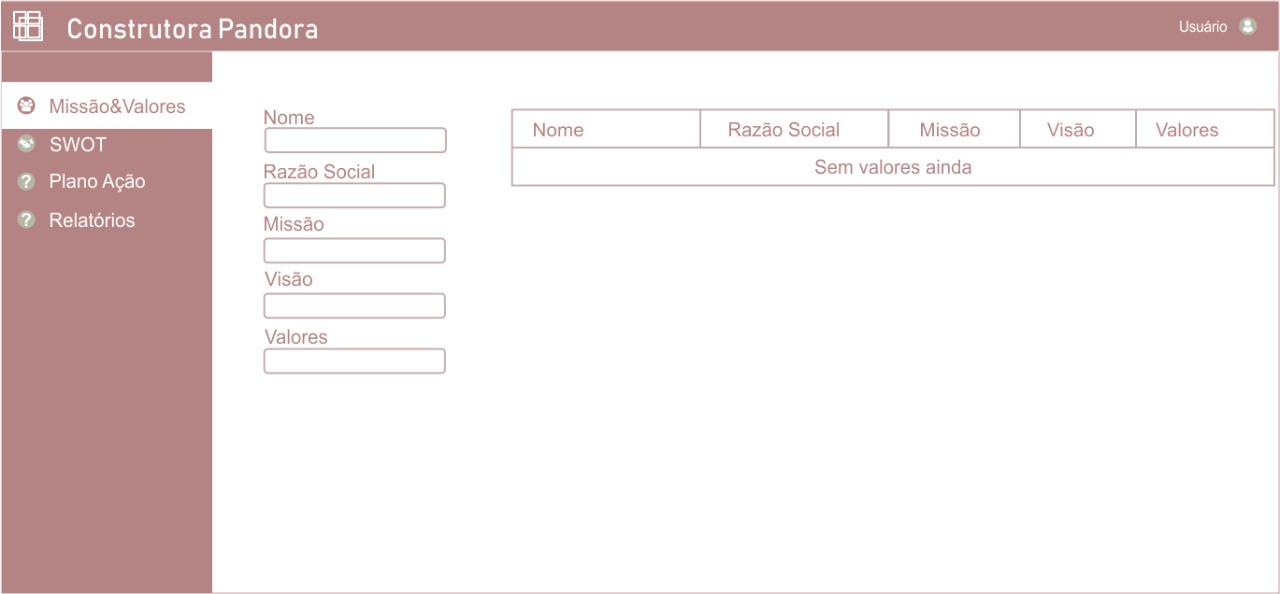 Construtora Pandora
Usuário
Missão&Valores
SWOT
Plano Ação
Relatórios
Nome
Razão Social
Missão
Visão
Valores
Nome Razão Social Missão Visão Valores
Sem valores ainda